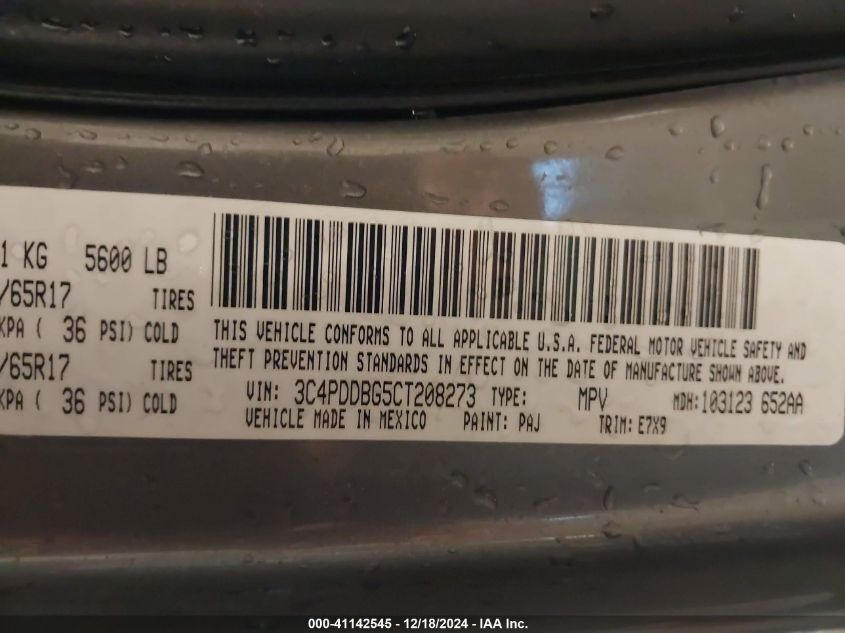 1 KG 5600 LB
/65R17 TIRES
KPA ( 36 PSI) COLD
/65R17 TIRES
KPA ( 36 PSI) COLD
THIS VEHICLE CONFORMS TO ALL APPLICABLE U.S.A. FEDERAL MOTOR VEHICLE SAFETY AND
THEFT PREVENTION STANDARDS IN EFFECT ON THE DATE OF MANUFACTURE SHOWN ABOVE.
VIN: 3C4PDDBG5CT208273 TYPE: MPV MDH:103123 652AA
VEHICLE MADE IN MEXICO PAINT: PAJ TRIM: E7X9
000-41142545 - 12/18/2024 - IAA Inc.